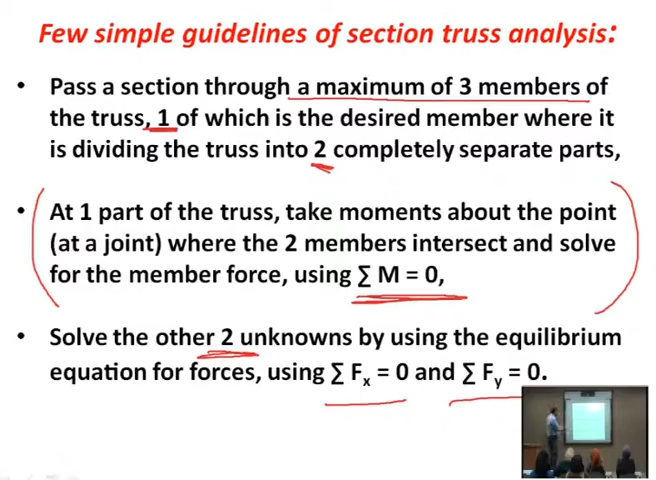 Few simple guidelines of section truss analysis:
• Pass a section through a maximum of 3 members of
the truss, 1 of which is the desired member where it
is dividing the truss into 2 completely separate parts,
• At 1 part of the truss, take moments about the point
(at a joint) where the 2 members intersect and solve
for the member force, using ∑ M = 0,
• Solve the other 2 unknowns by using the equilibrium
equation for forces, using ∑ Fx = 0 and ∑ Fy = 0.